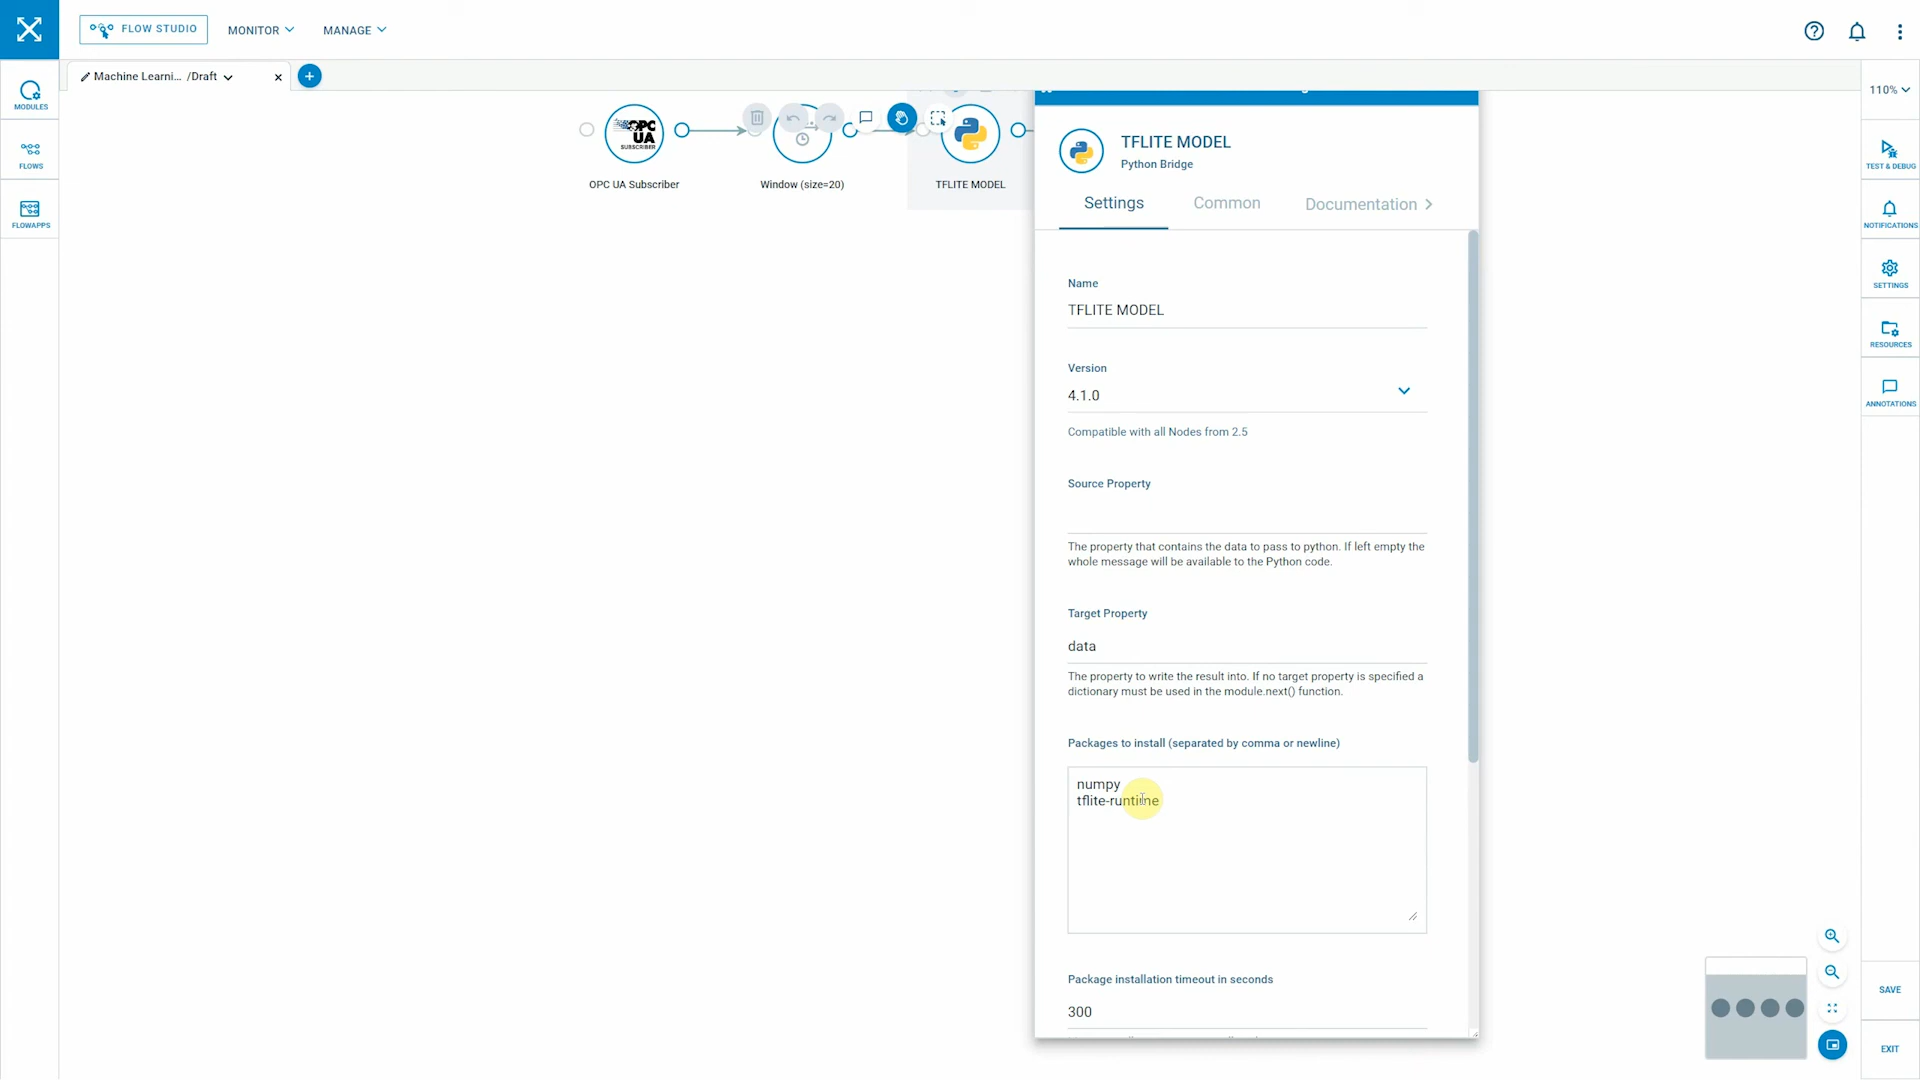 FLOW STUDIO
MONITOR
MANAGE
Machine Learni... /Draft
110%
MODULES
FLOWS
FLOWAPPS
OPC
UA
SUBSCRIBER
OPC UA Subscriber
Window (size=20)
TFLITE MODEL
TFLITE MODEL
Python Bridge
Settings
Common
Documentation
Name
TFLITE MODEL
Version
4.1.0
Compatible with all Nodes from 2.5
Source Property
The property that contains the data to pass to python. If left empty the
whole message will be available to the Python code.
Target Property
data
The property to write the result into. If no target property is specified a
dictionary must be used in the module.next() function.
Packages to install (separated by comma or newline)
numpy
tflite-runtime
Package installation timeout in seconds
300
TEST & DEBUG
NOTIFICATIONS
SETTINGS
RESOURCES
ANNOTATIONS
SAVE
EXIT